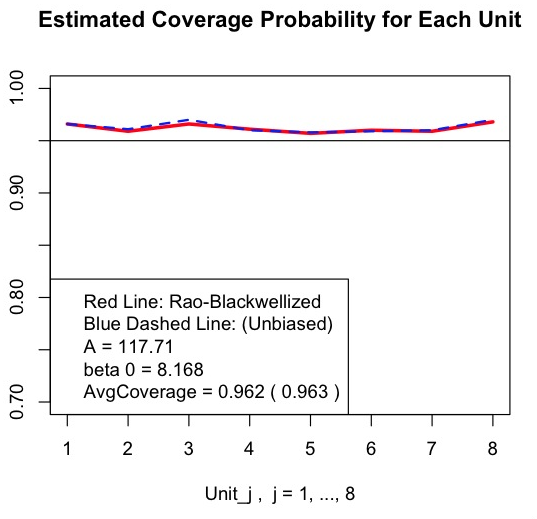 Estimated Coverage Probability for Each Unit
1.00
0.90
0.80
0.70
Red Line: Rao-Blackwellized
Blue Dashed Line: (Unbiased)
A = 117.71
beta 0 = 8.168
AvgCoverage = 0.962 ( 0.963 )
1 2 3 4 5 6 7 8
Unit_j , j = 1, ..., 8